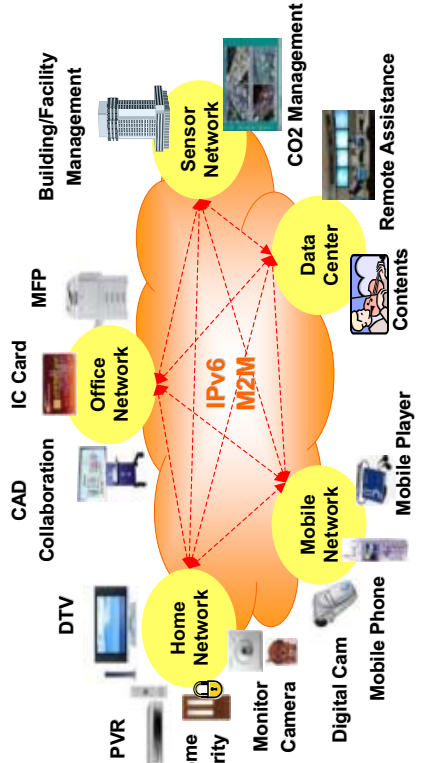 PVR
DTV
ome
rity
Monitor
Camera
Home
Network
CAD
Collaboration
IC Card
MFP
Office
Network
Building/Facility
Management
Sensor
Network
CO2 Management
IPv6
M2M
Digital Cam
Mobile Phone
Mobile
Network
Mobile Player
Data
Center
Contents
Remote Assistance